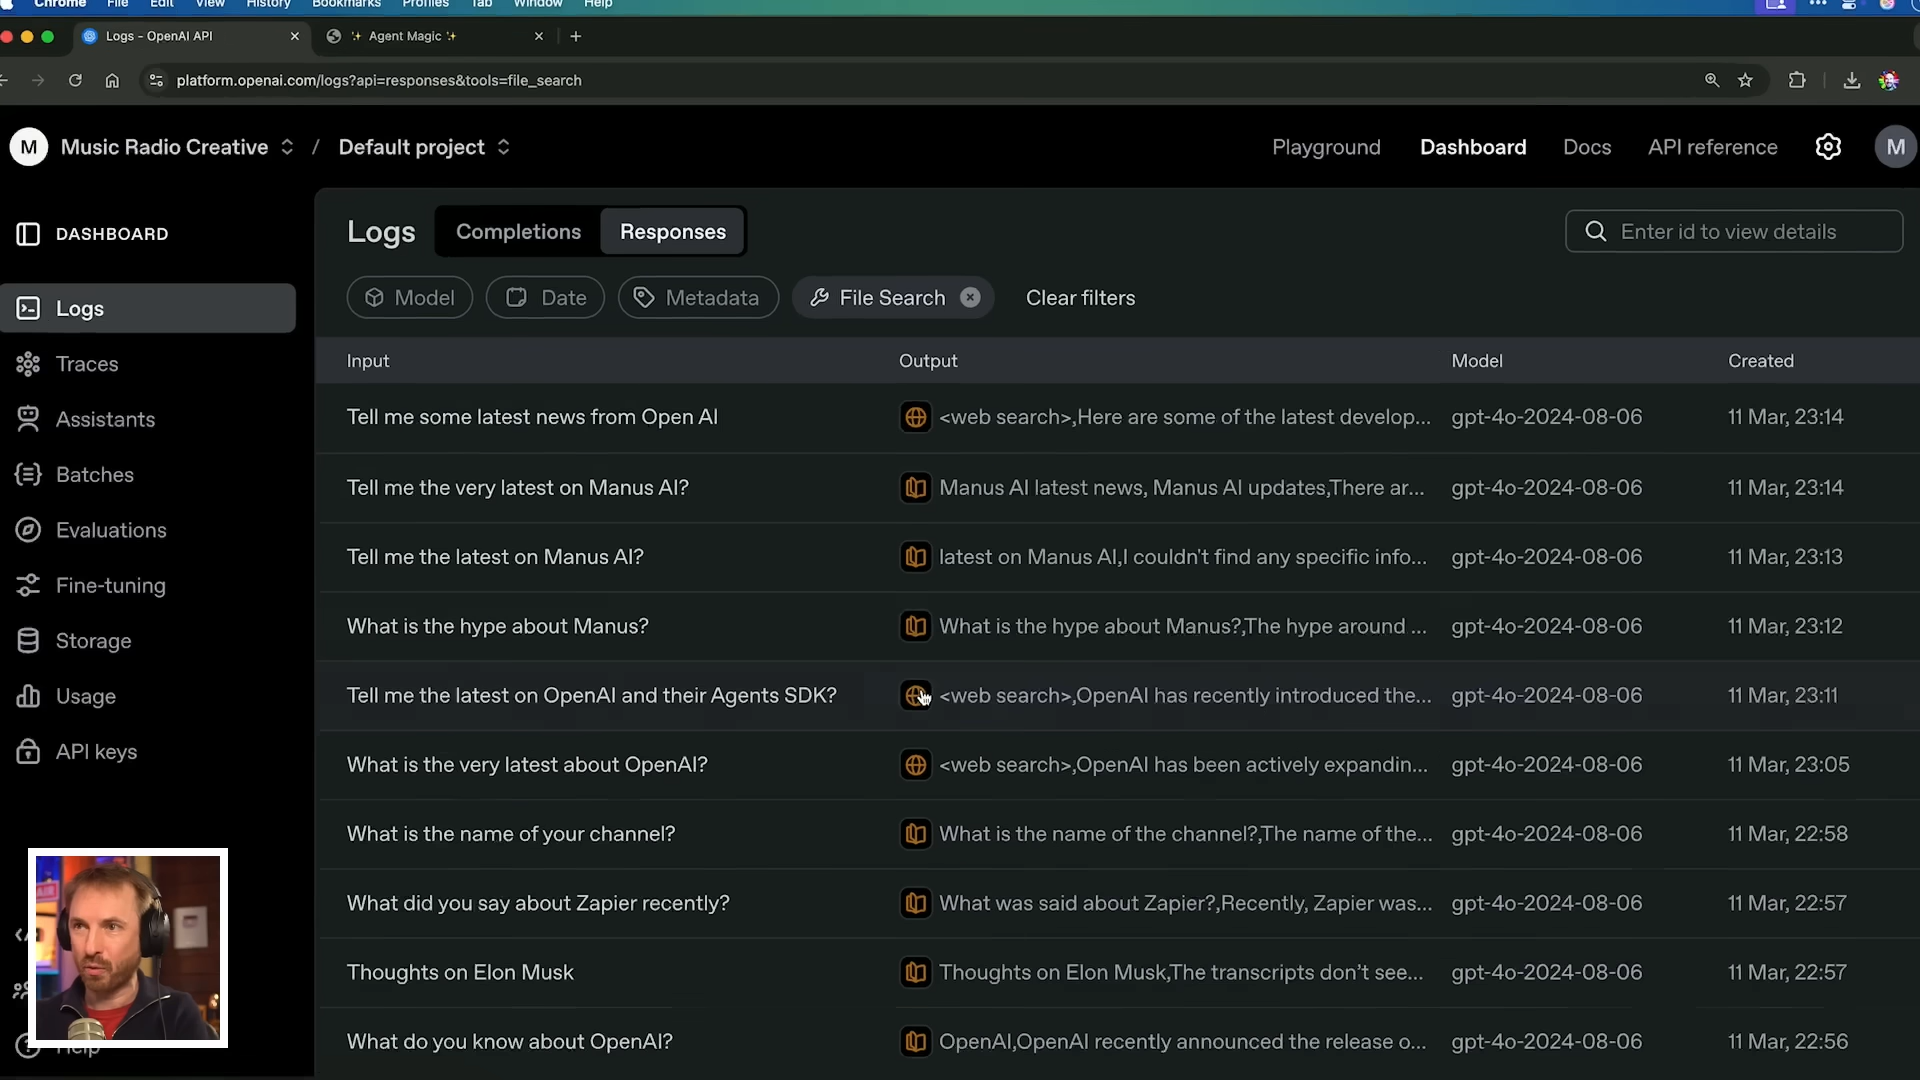 Chrome File Edit View History Bookmarks Profiles Tab Window Help
Logs - OpenAI API
✨ Agent Magic ✨
platform.openai.com/logs?api=responses&tools=file_search
M Music Radio Creative / Default project
Playground Dashboard Docs API reference M
DASHBOARD
Logs
Traces
Assistants
Batches
Evaluations
Fine-tuning
Storage
Usage
API keys
Help
Logs Completions Responses
Enter id to view details
Model Date Metadata File Search Clear filters
Input Output Model Created
Tell me some latest news from Open AI <web search>,Here are some of the latest develop... gpt-4o-2024-08-06 11 Mar, 23:14
Tell me the very latest on Manus AI? Manus AI latest news, Manus AI updates,There ar... gpt-4o-2024-08-06 11 Mar, 23:14
Tell me the latest on Manus AI? latest on Manus AI,I couldn't find any specific info... gpt-4o-2024-08-06 11 Mar, 23:13
What is the hype about Manus? What is the hype about Manus?,The hype around ... gpt-4o-2024-08-06 11 Mar, 23:12
Tell me the latest on OpenAI and their Agents SDK? <web search>,OpenAI has recently introduced the... gpt-4o-2024-08-06 11 Mar, 23:11
What is the very latest about OpenAI? <web search>,OpenAI has been actively expandin... gpt-4o-2024-08-06 11 Mar, 23:05
What is the name of your channel? What is the name of the channel?,The name of the... gpt-4o-2024-08-06 11 Mar, 22:58
What did you say about Zapier recently? What was said about Zapier?,Recently, Zapier was... gpt-4o-2024-08-06 11 Mar, 22:57
Thoughts on Elon Musk Thoughts on Elon Musk,The transcripts don't see... gpt-4o-2024-08-06 11 Mar, 22:57
What do you know about OpenAI? OpenAI,OpenAI recently announced the release o... gpt-4o-2024-08-06 11 Mar, 22:56